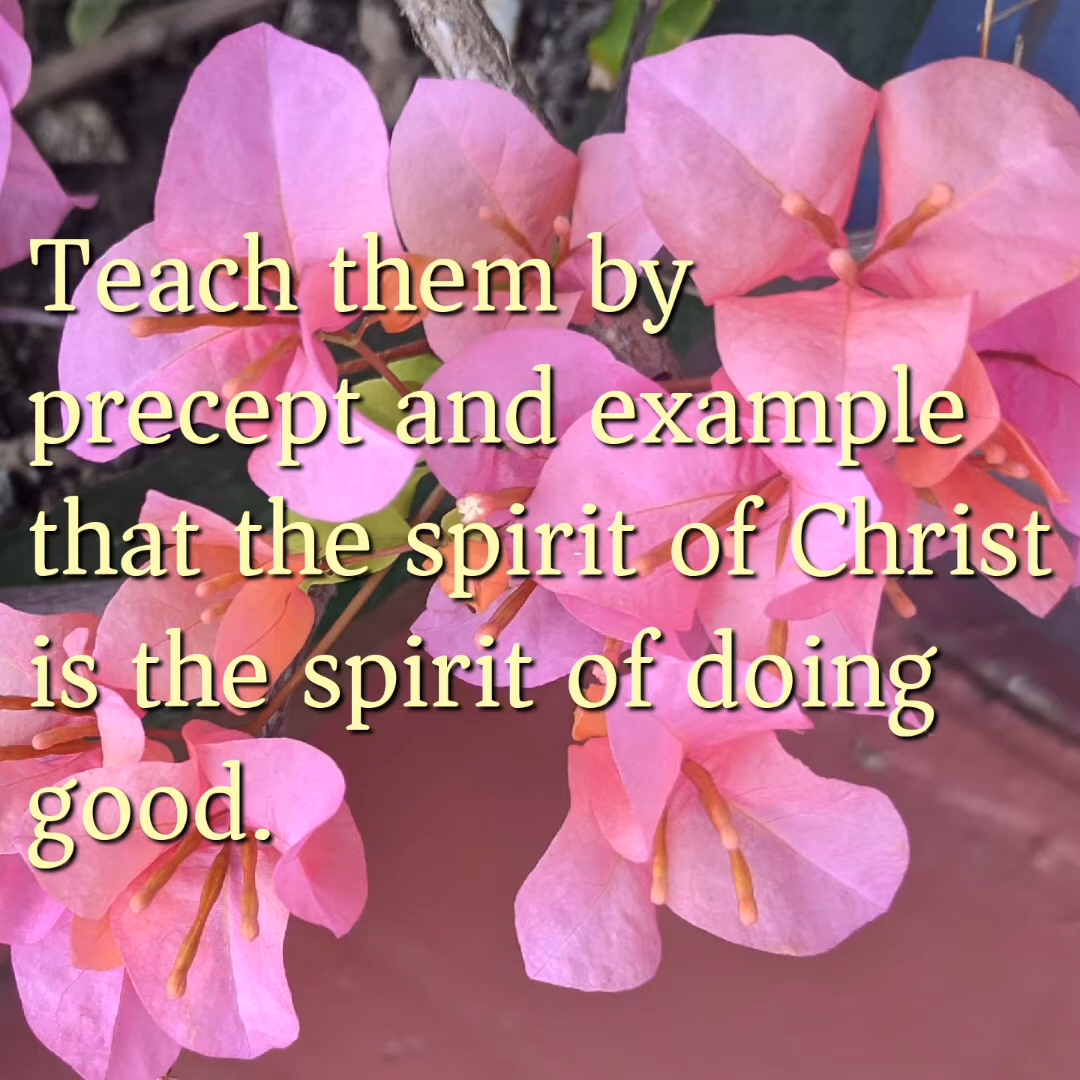 Teach them by
precept and example
that the spirit of Christ
is the spirit of doing
good.